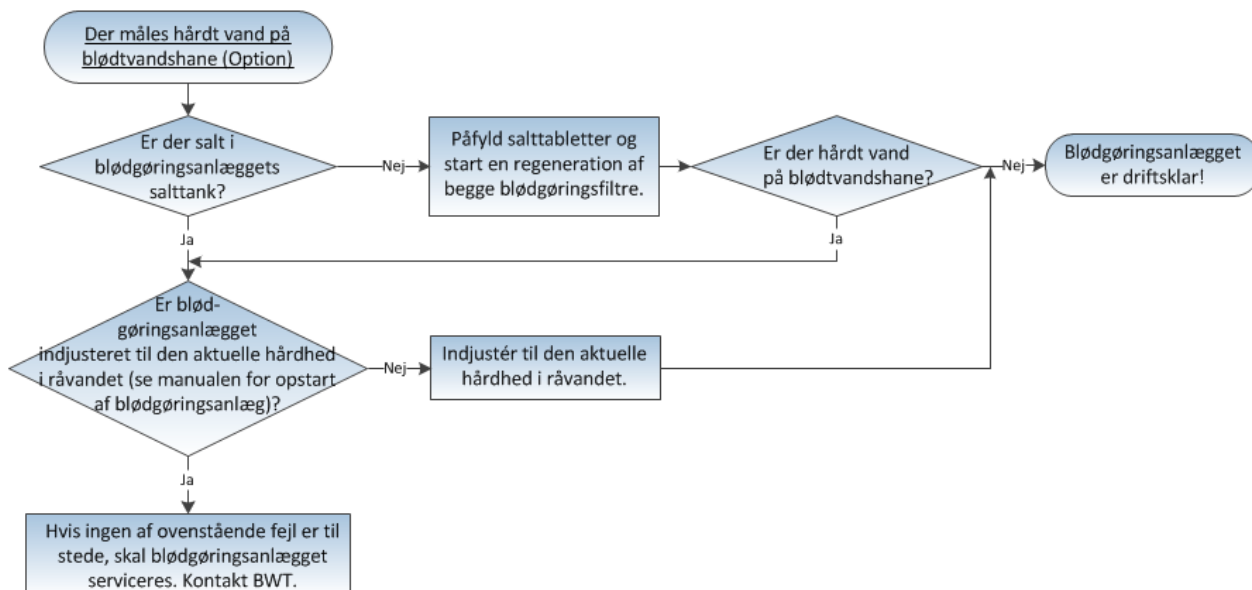 Der måles hårdt vand på
blødtvandshane (Option)
Er der salt i
blødgøringsanlæggets
salttank?
Nej
Påfyld salttabletter og
start en regeneration af
begge blødgøringsfiltre.
Er der hårdt vand
på blødtvandshane?
Nej
Blødgøringsanlægget
er driftsklar!
Ja
Ja
Er blød-
gøringsanlægget
indjusteret til den aktuelle hårdhed
i råvandet (se manualen for opstart
af blødgøringsanlæg)?
Nej
Indjustér til den aktuelle
hårdhed i råvandet.
Ja
Hvis ingen af ovenstående fejl er til
stede, skal blødgøringsanlægget
serviceres. Kontakt BWT.